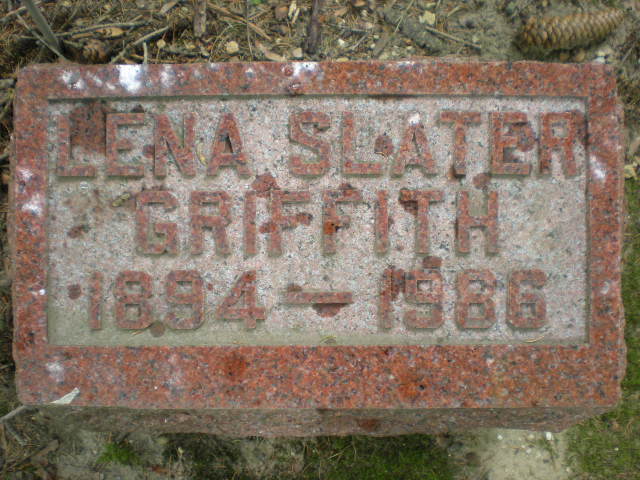 LENA SLATER
GRIFFITH
1894 — 1986